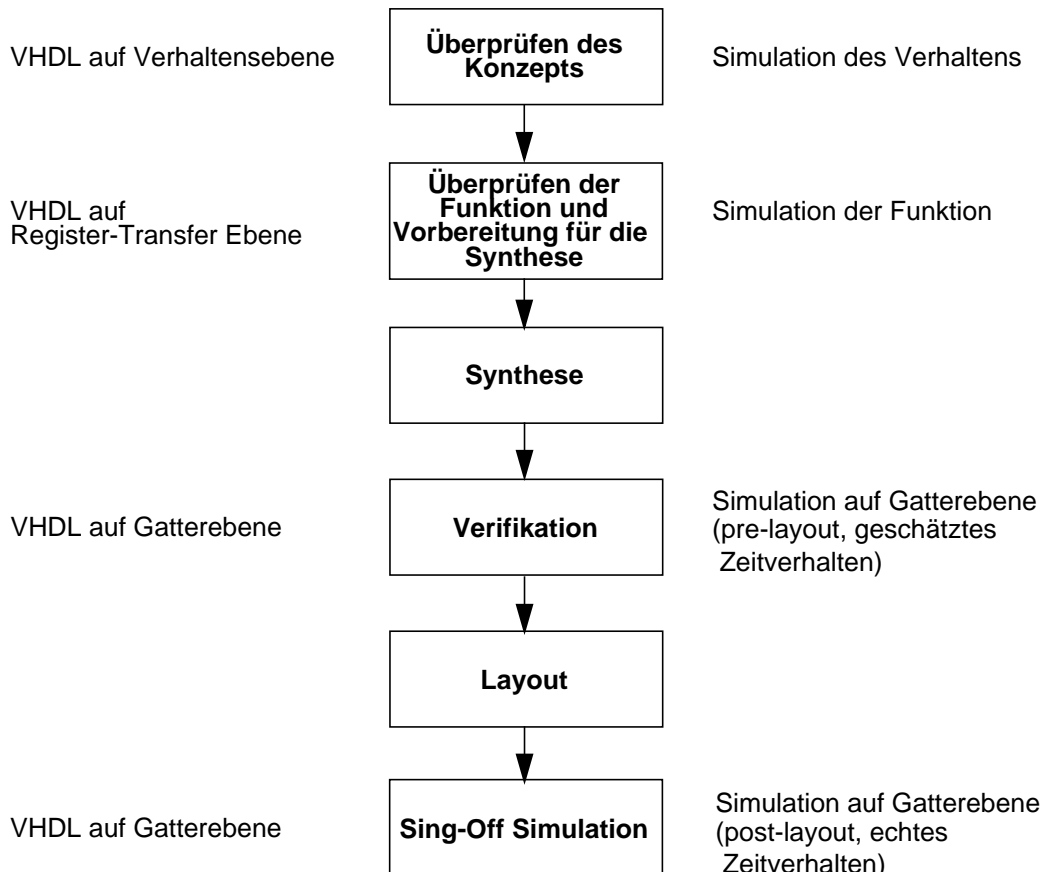 VHDL auf Verhaltensebene
Überprüfen des
Konzepts
Simulation des Verhaltens
VHDL auf
Register-Transfer Ebene
Überprüfen der
Funktion und
Vorbereitung für die
Synthese
Simulation der Funktion
Synthese
VHDL auf Gatterebene
Verifikation
Simulation auf Gatterebene
(pre-layout, geschätztes
Zeitverhalten)
Layout
VHDL auf Gatterebene
Sing-Off Simulation
Simulation auf Gatterebene
(post-layout, echtes
Zeitverhalten)